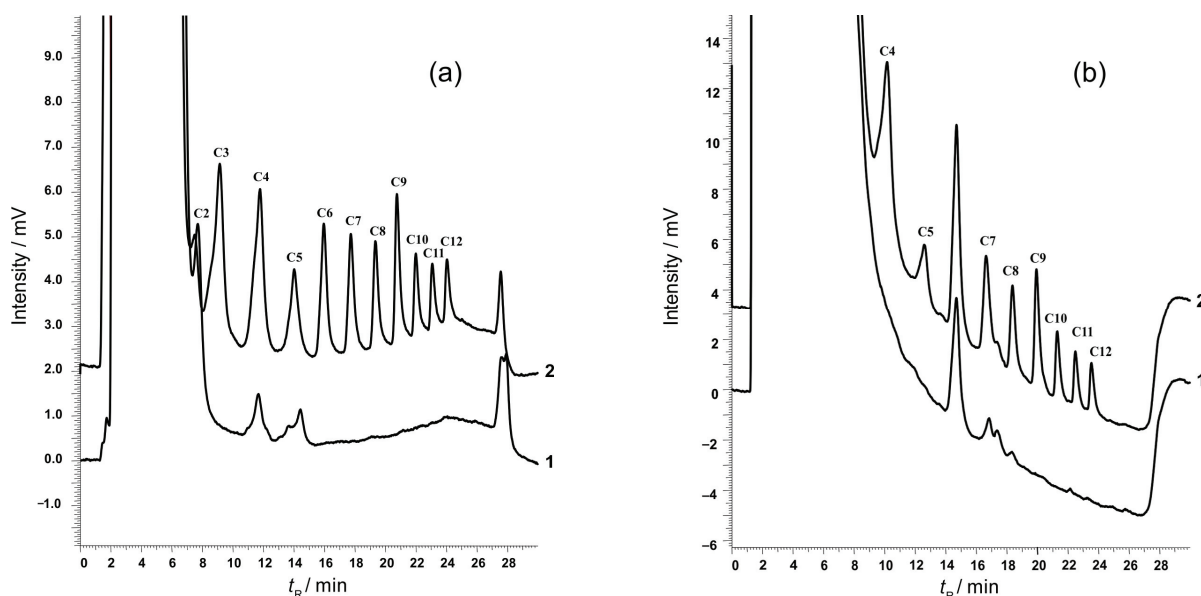 (a)
9.0
8.0
7.0
6.0
5.0
4.0
3.0
2.0
1.0
0.0
−1.0
Intensity / mV
C2
C3
C4
C5
C6
C7
C8
C9
C10
C11
C12
2
1
0 2 4 6 8 10 12 14 16 18 20 22 24 26 28
tR / min
(b)
14
12
10
8
6
4
2
0
−2
−4
−6
Intensity / mV
C4
C5
C7
C8
C9
C10
C11
C12
2
1
0 2 4 6 8 10 12 14 16 18 20 22 24 26 28
tR / min